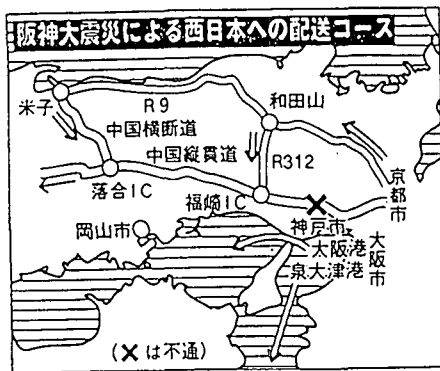 阪神大震災による西日本への配送コース
米子
R9
和田山
中国横断道
中国縦貫道
R312
京都市
落合IC
福崎IC
岡山市
神戸市
大阪港
大阪市
泉大津港
(×は不通)